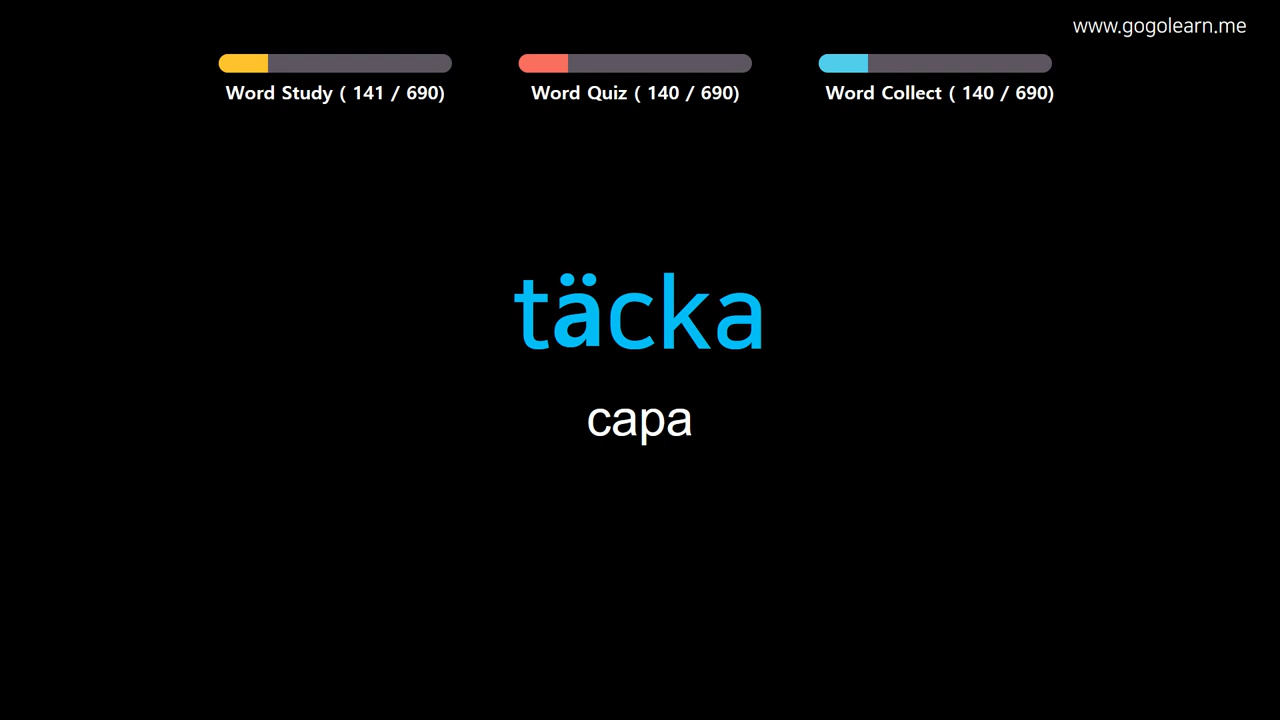 www.gogolearn.me
Word Study ( 141 / 690)
Word Quiz ( 140 / 690)
Word Collect ( 140 / 690)
täcka
capa